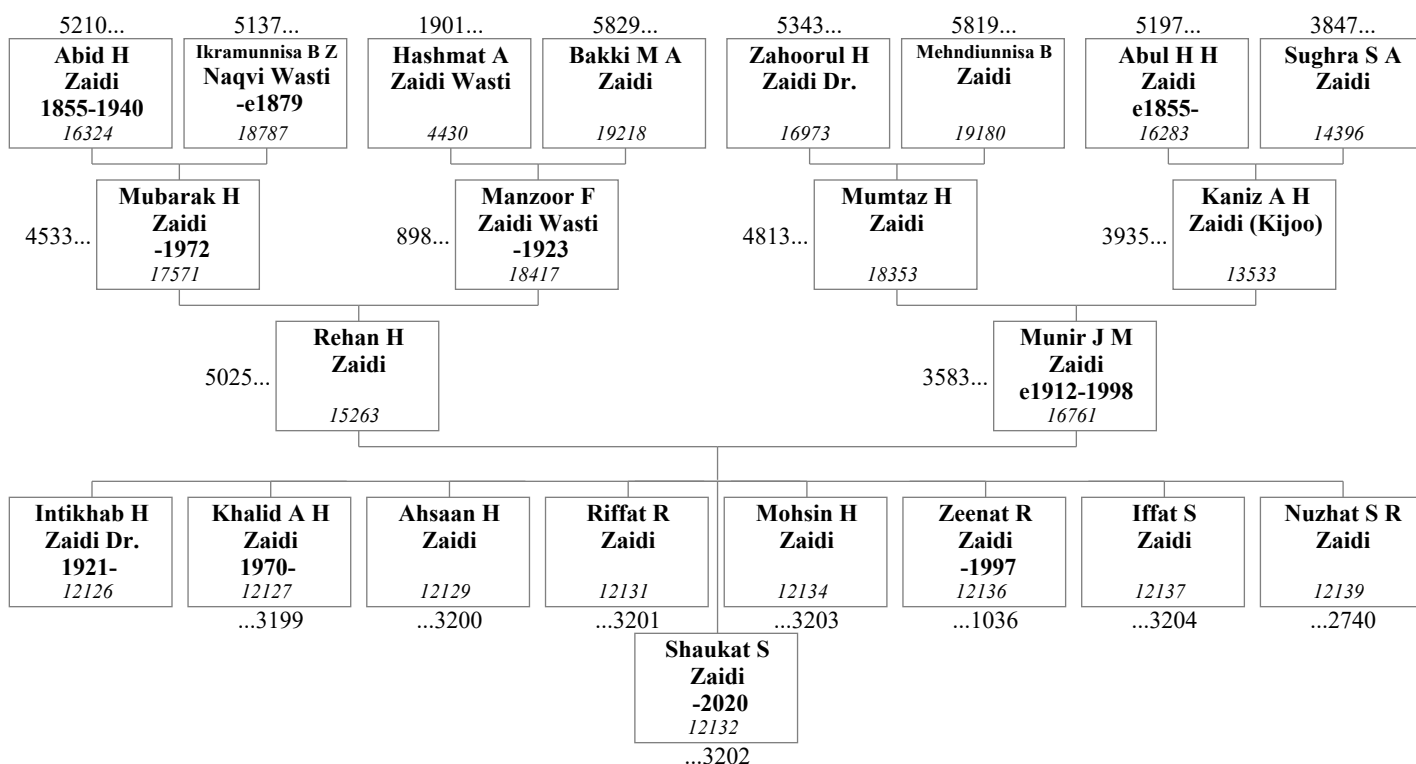 5210...
5137...
1901...
5829...
5343...
5819...
5197...
3847...
Abid H
Zaidi
1855-1940
16324
Ikramunnisa B Z
Naqvi Wasti
-e1879
18787
Hashmat A
Zaidi Wasti
4430
Bakki M A
Zaidi
19218
Zahoorul H
Zaidi Dr.
16973
Mehndiunnisa B
Zaidi
19180
Abul H H
Zaidi
e1855-
16283
Sughra S A
Zaidi
14396
4533...
Mubarak H
Zaidi
-1972
17571
898...
Manzoor F
Zaidi Wasti
-1923
18417
4813...
Mumtaz H
Zaidi
18353
3935...
Kaniz A H
Zaidi (Kijoo)
13533
5025...
Rehan H
Zaidi
15263
3583...
Munir J M
Zaidi
e1912-1998
16761
Intikhab H
Zaidi Dr.
1921-
12126
Khalid A H
Zaidi
1970-
12127
...3199
Ahsaan H
Zaidi
12129
...3200
Riffat R
Zaidi
12131
...3201
Mohsin H
Zaidi
12134
...3203
Zeenat R
Zaidi
-1997
12136
...1036
Iffat S
Zaidi
12137
...3204
Nuzhat S R
Zaidi
12139
...2740
Shaukat S
Zaidi
-2020
12132
...3202